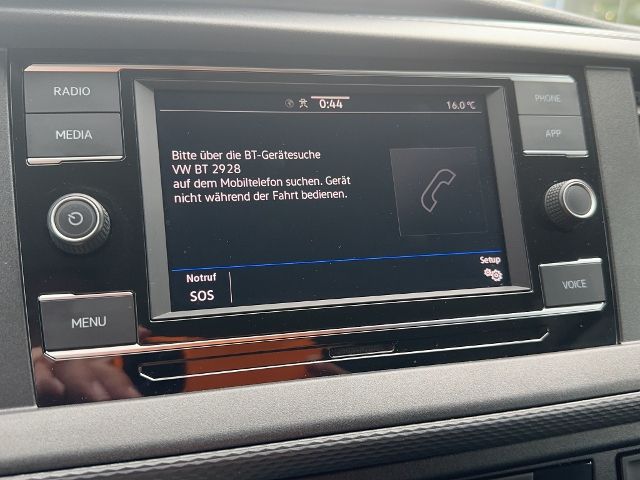 RADIO
MEDIA
MENU
0:44
16.0 °C
Bitte über die BT-Gerätesuche
VW BT 2928
auf dem Mobiltelefon suchen. Gerät
nicht während der Fahrt bedienen.
Notruf
SOS
Setup
PHONE
APP
VOICE